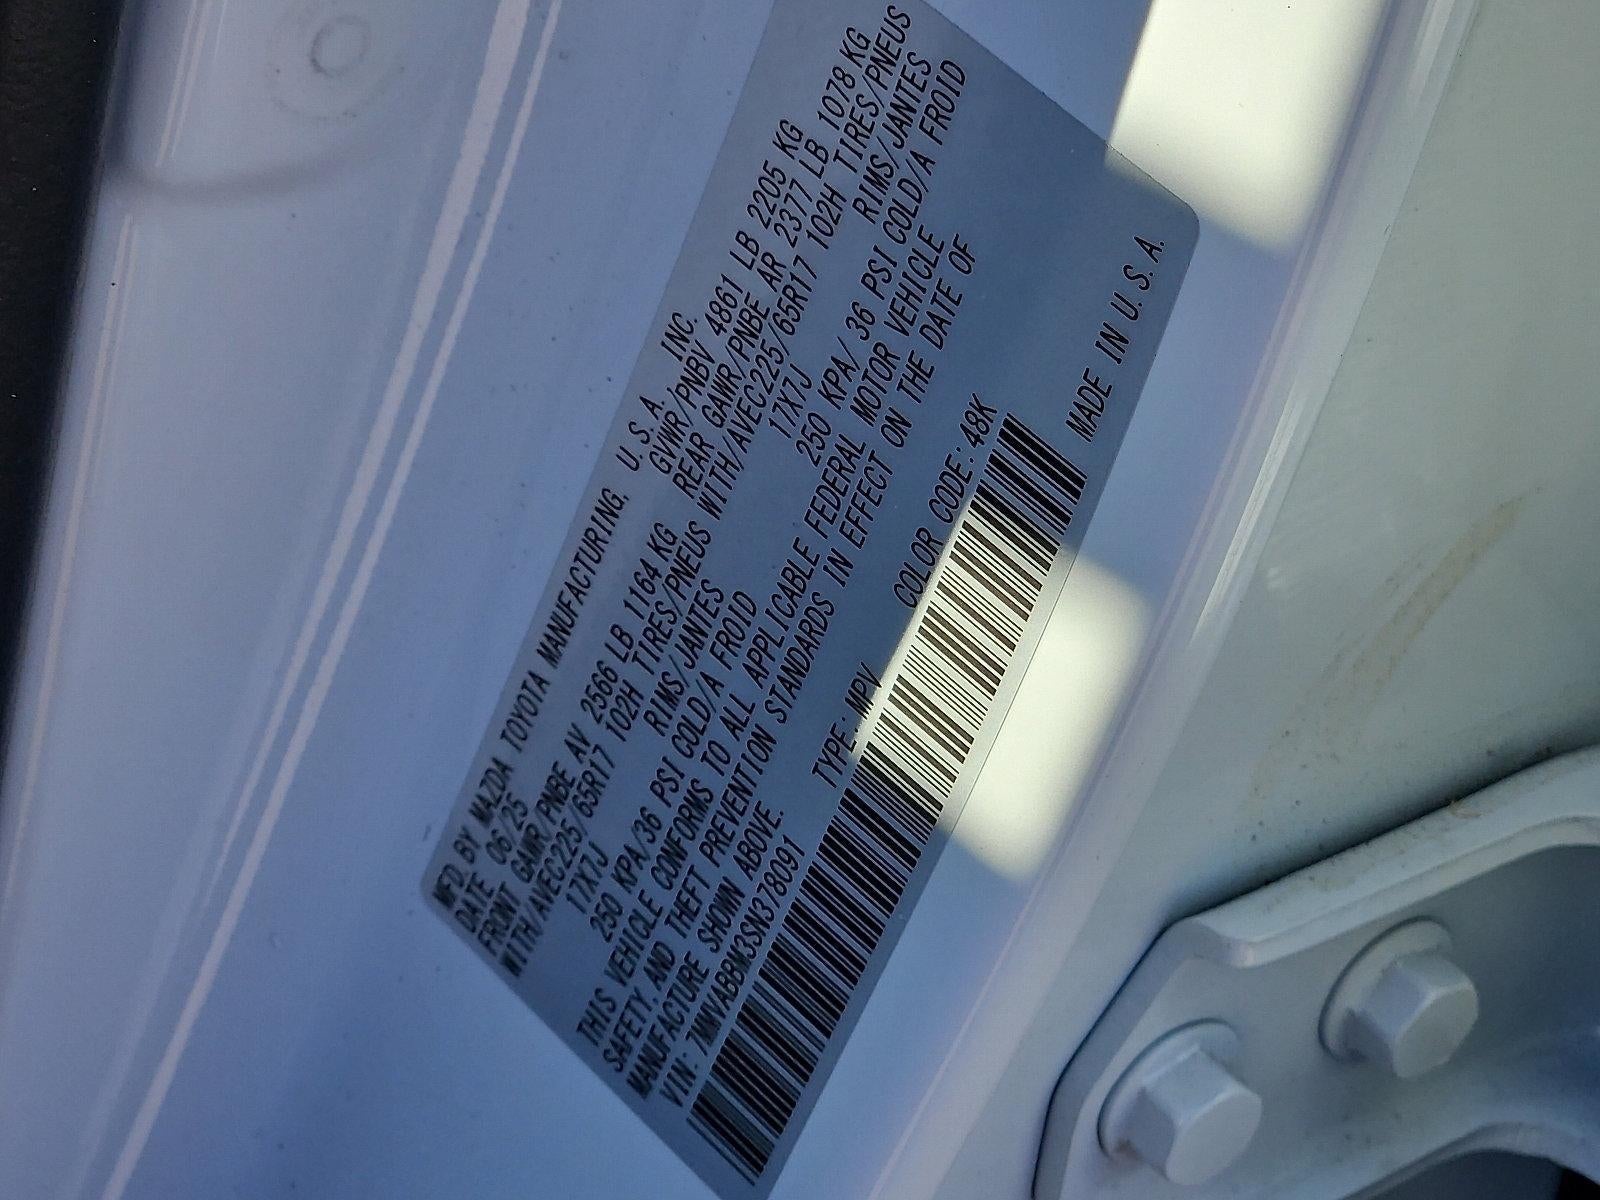 MFD. BY MAZDA TOYOTA MANUFACTURING, U. S. A., INC.
DATE 06/25 GVWR/PNBV 4861 LB 2205 KG
FRONT GAWR/PNBE AV 2566 LB 1164 KG REAR GAWR/PNBE AR 2377 LB 1078 KG
WITH/AVEC225/65R17 102H TIRES/PNEUS WITH/AVEC225/65R17 102H TIRES/PNEUS
17X7J RIMS/JANTES 17X7J RIMS/JANTES
250 KPA/36 PSI COLD/A FROID 250 KPA/ 36 PSI COLD/A FROID
THIS VEHICLE CONFORMS TO ALL APPLICABLE FEDERAL MOTOR VEHICLE
SAFETY, AND THEFT PREVENTION STANDARDS IN EFFECT ON THE DATE OF
MANUFACTURE SHOWN ABOVE.
VIN: 7MMVABBW3SN378091 TYPE: MPV COLOR CODE: 48K
MADE IN U. S. A.